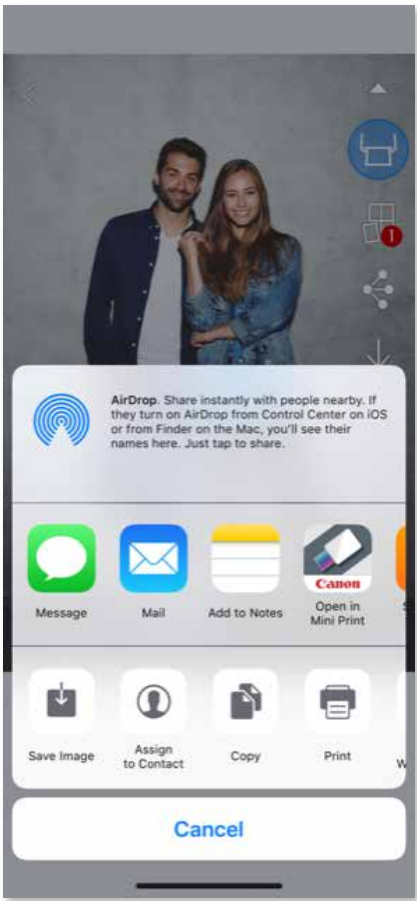 1
AirDrop. Share instantly with people nearby. If
they turn on AirDrop from Control Center on iOS
or from Finder on the Mac, you'll see their
names here. Just tap to share.
Canon
Message
Mail
Add to Notes
Open in
Mini Print
S
Save Image
Assign
to Contact
Copy
Print
W
Cancel